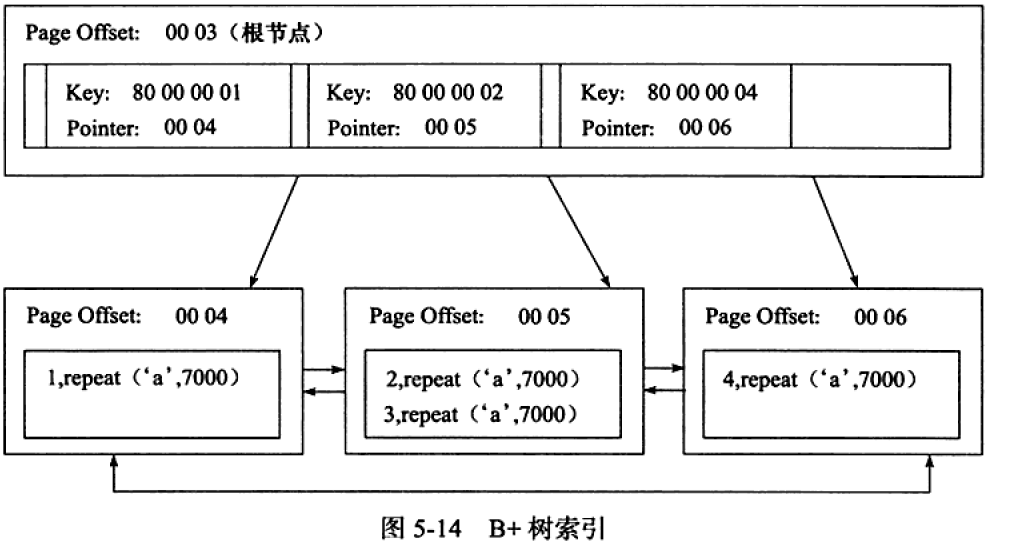 Page Offset: 00 03（根节点）
Key: 80 00 00 01
Pointer: 00 04
Key: 80 00 00 02
Pointer: 00 05
Key: 80 00 00 04
Pointer: 00 06
Page Offset: 00 04
1,repeat（‘a’,7000）
Page Offset: 00 05
2,repeat（‘a’,7000）
3,repeat（‘a’,7000）
Page Offset: 00 06
4,repeat（‘a’,7000）
图 5-14 B+ 树索引